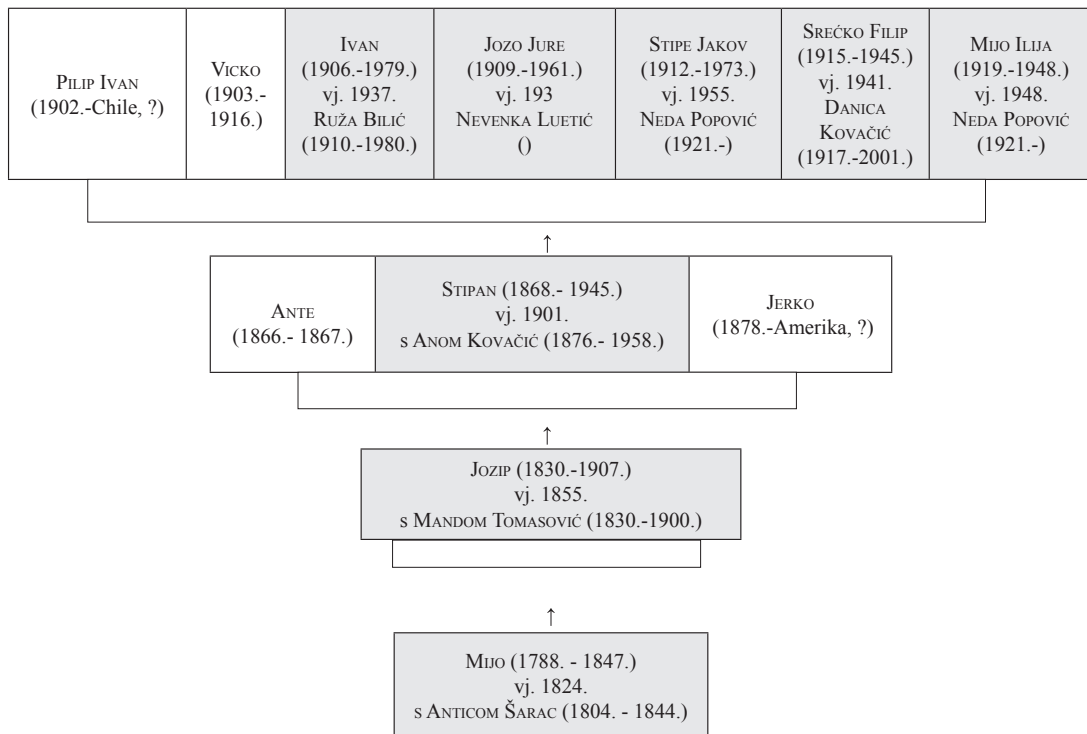 Pilip Ivan
(1902.-Chile, ?)
Vicko
(1903.-
1916.)
Ivan
(1906.-1979.)
vj. 1937.
Ruža Bilić
(1910.-1980.)
Jozo Jure
(1909.-1961.)
vj. 193
Nevenka Luetić
()
Stipe Jakov
(1912.-1973.)
vj. 1955.
Neda Popović
(1921.-)
Srećko Filip
(1915.-1945.)
vj. 1941.
Danica
Kovačić
(1917.-2001.)
Mijo Ilija
(1919.-1948.)
vj. 1948.
Neda Popović
(1921.-)
↑
Ante
(1866.- 1867.)
Stipan (1868.- 1945.)
vj. 1901.
s Anom Kovačić (1876.- 1958.)
Jerko
(1878.-Amerika, ?)
↑
Jozip (1830.-1907.)
vj. 1855.
s Mandom Tomasović (1830.-1900.)
↑
Mijo (1788. - 1847.)
vj. 1824.
s Anticom Šarac (1804. - 1844.)